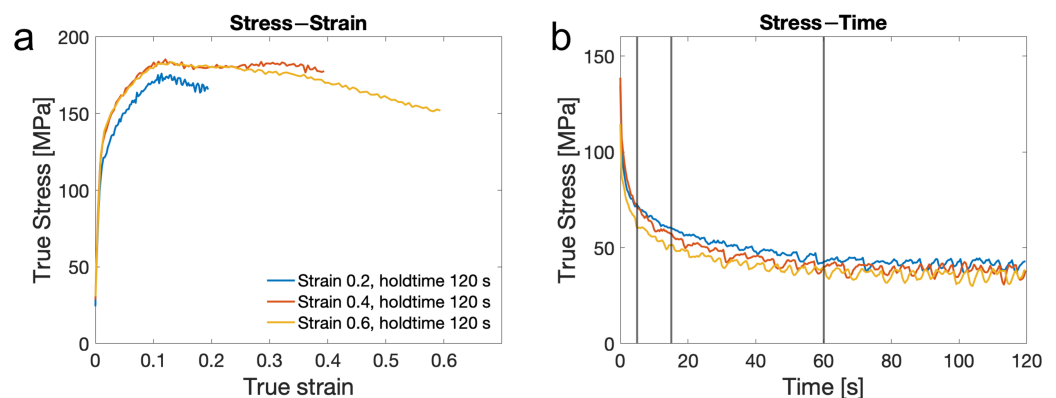 a
Stress–Strain
200
150
100
50
0
True Stress [MPa]
Strain 0.2, holdtime 120 s
Strain 0.4, holdtime 120 s
Strain 0.6, holdtime 120 s
0 0.1 0.2 0.3 0.4 0.5 0.6
True strain
b
Stress–Time
150
100
50
0
True Stress [MPa]
0 20 40 60 80 100 120
Time [s]